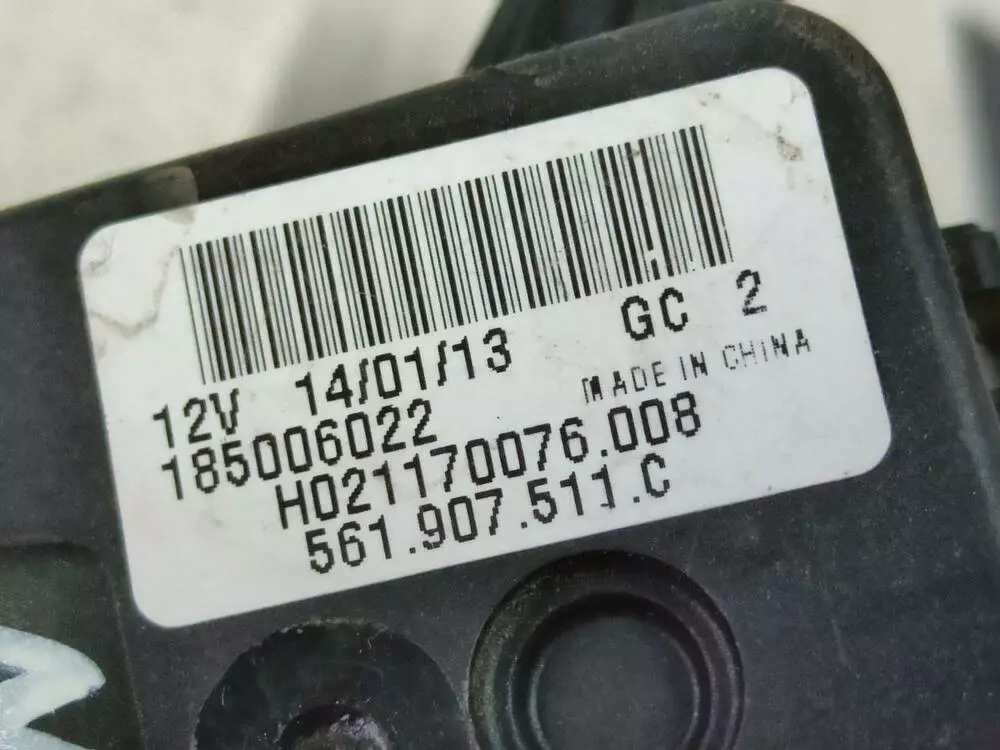 12V 14/01/13 GC 2
185006022 MADE IN CHINA
H021170076.008
561.907.511.C